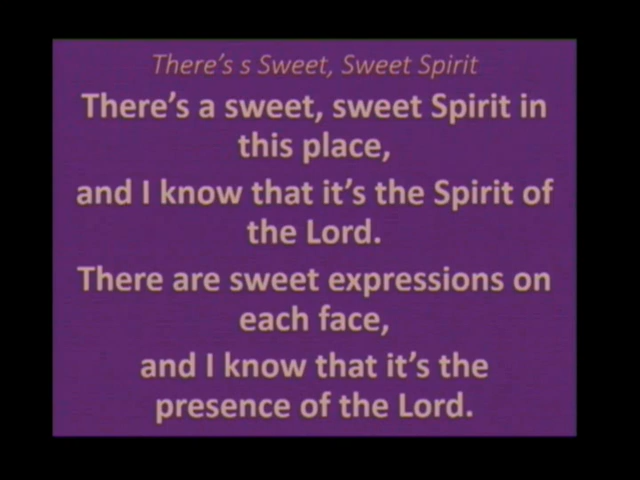 There's s Sweet, Sweet Spirit
There's a sweet, sweet Spirit in
this place,
and I know that it's the Spirit of
the Lord.
There are sweet expressions on
each face,
and I know that it's the
presence of the Lord.